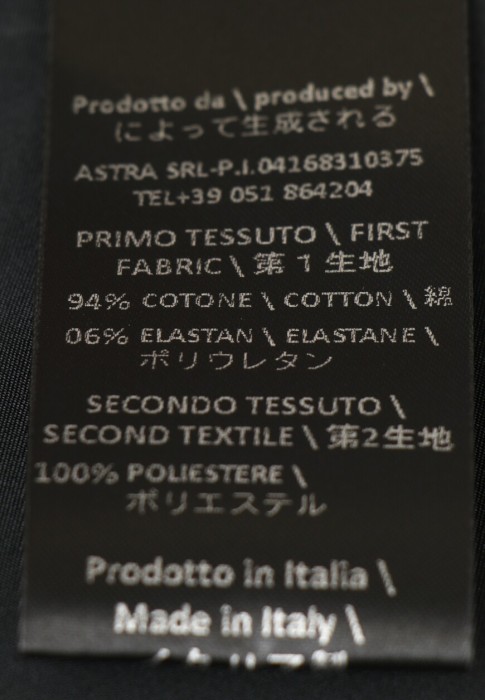 Prodotto da \ produced by \
によって生成される
ASTRA SRL-P.I.04168310375
TEL+39 051 864204
PRIMO TESSUTO \ FIRST
FABRIC \ 第 1 生地
94% COTONE \ COTTON \ 綿
06% ELASTAN \ ELASTANE \
ポリウレタン
SECONDO TESSUTO \
SECOND TEXTILE \ 第2生地
100% POLIESTERE \
ポリエステル
Prodotto in Italia \
Made in Italy \